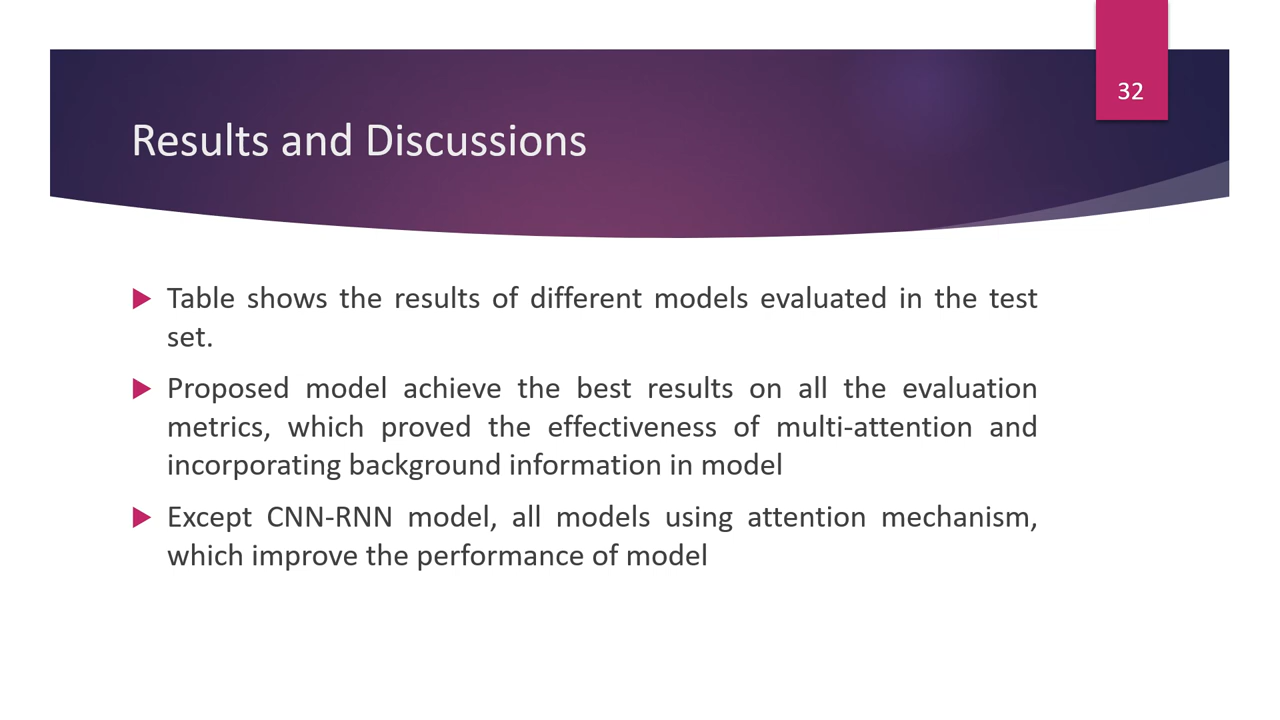 32
Results and Discussions
Table shows the results of different models evaluated in the test
set.
Proposed model achieve the best results on all the evaluation
metrics, which proved the effectiveness of multi-attention and
incorporating background information in model
Except CNN-RNN model, all models using attention mechanism,
which improve the performance of model